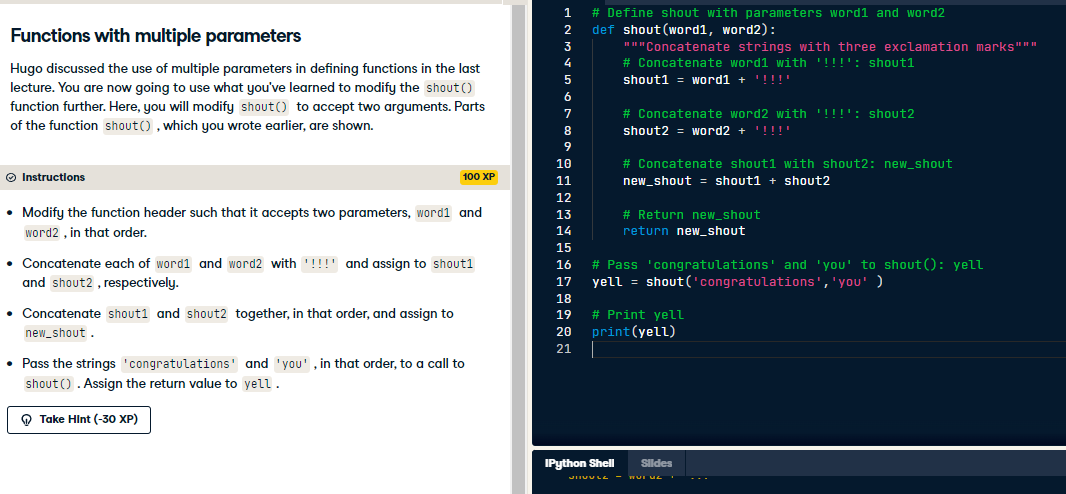 Functions with multiple parameters
Hugo discussed the use of multiple parameters in defining functions in the last
lecture. You are now going to use what you've learned to modify the shout()
function further. Here, you will modify shout() to accept two arguments. Parts
of the function shout() , which you wrote earlier, are shown.
Instructions
100 XP
• Modify the function header such that it accepts two parameters, word1 and
word2 , in that order.
• Concatenate each of word1 and word2 with '!!!' and assign to shout1
and shout2 , respectively.
• Concatenate shout1 and shout2 together, in that order, and assign to
new_shout .
• Pass the strings 'congratulations' and 'you' , in that order, to a call to
shout() . Assign the return value to yell .
Take Hint (-30 XP)
1 # Define shout with parameters word1 and word2
2 def shout(word1, word2):
3 """Concatenate strings with three exclamation marks"""
4 # Concatenate word1 with '!!!': shout1
5 shout1 = word1 + '!!!'
6
7 # Concatenate word2 with '!!!': shout2
8 shout2 = word2 + '!!!'
9
10 # Concatenate shout1 with shout2: new_shout
11 new_shout = shout1 + shout2
12
13 # Return new_shout
14 return new_shout
15
16 # Pass 'congratulations' and 'you' to shout(): yell
17 yell = shout('congratulations','you' )
18
19 # Print yell
20 print(yell)
21
IPython Shell
Slides
shout2 = word2 + '!!!'